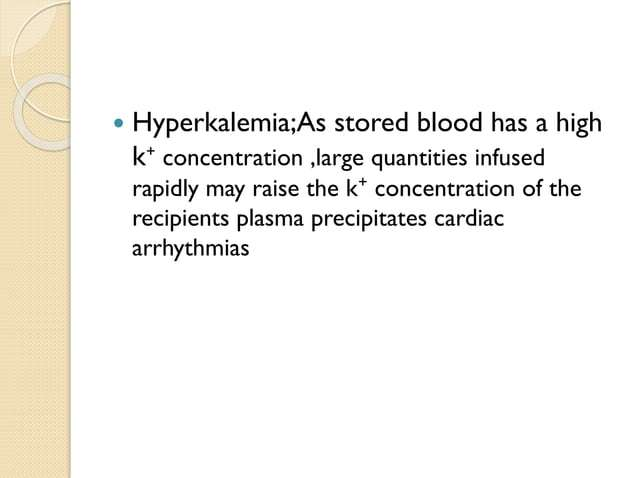 Hyperkalemia;As stored blood has a high
k⁺ concentration ,large quantities infused
rapidly may raise the k⁺ concentration of the
recipients plasma precipitates cardiac
arrhythmias